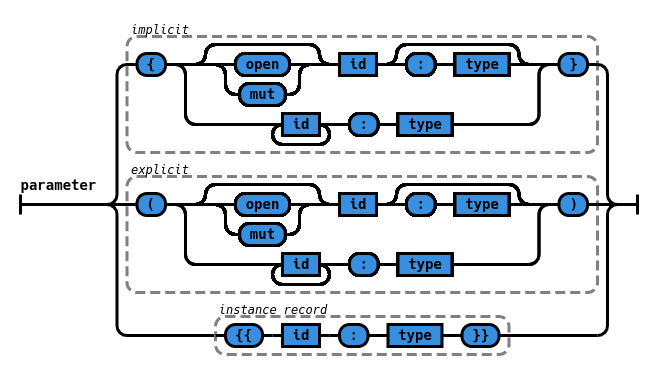 implicit
{ open id : type }
mut
id : type
explicit
parameter
( open id : type )
mut
id : type
instance record
{{ id : type }}